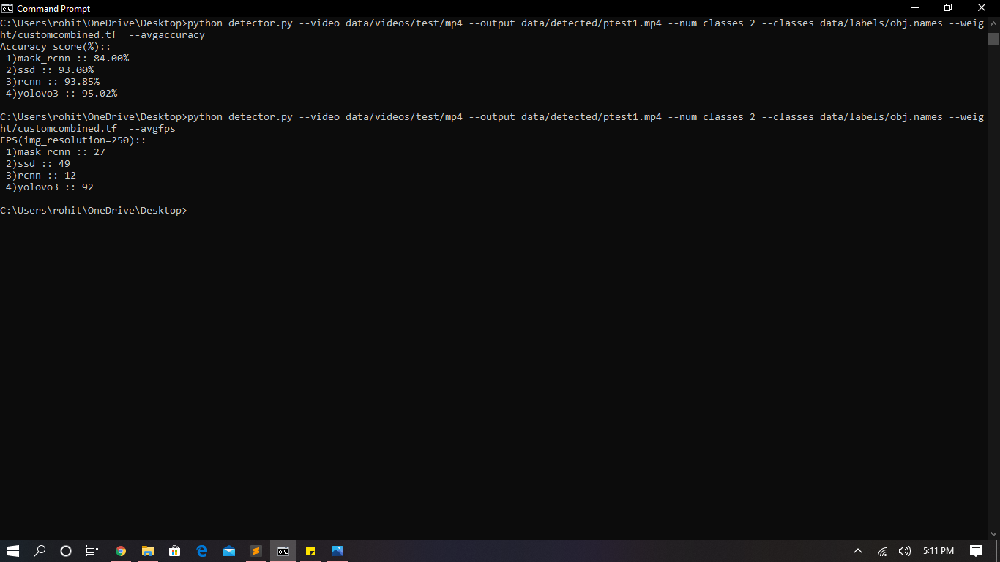 Command Prompt
C:\Users\rohit\OneDrive\Desktop>python detector.py --video data/videos/test/mp4 --output data/detected/ptest1.mp4 --num classes 2 --classes data/labels/obj.names --weig
ht/customcombined.tf  --avgaccuracy
Accuracy score(%)::
 1)mask_rcnn :: 84.00%
 2)ssd :: 93.00%
 3)rcnn :: 93.85%
 4)yolovo3 :: 95.02%
C:\Users\rohit\OneDrive\Desktop>python detector.py --video data/videos/test/mp4 --output data/detected/ptest1.mp4 --num classes 2 --classes data/labels/obj.names --weig
ht/customcombined.tf  --avgfps
FPS(img_resolution=250)::
 1)mask_rcnn :: 27
 2)ssd :: 49
 3)rcnn :: 12
 4)yolovo3 :: 92
C:\Users\rohit\OneDrive\Desktop>
5:11 PM